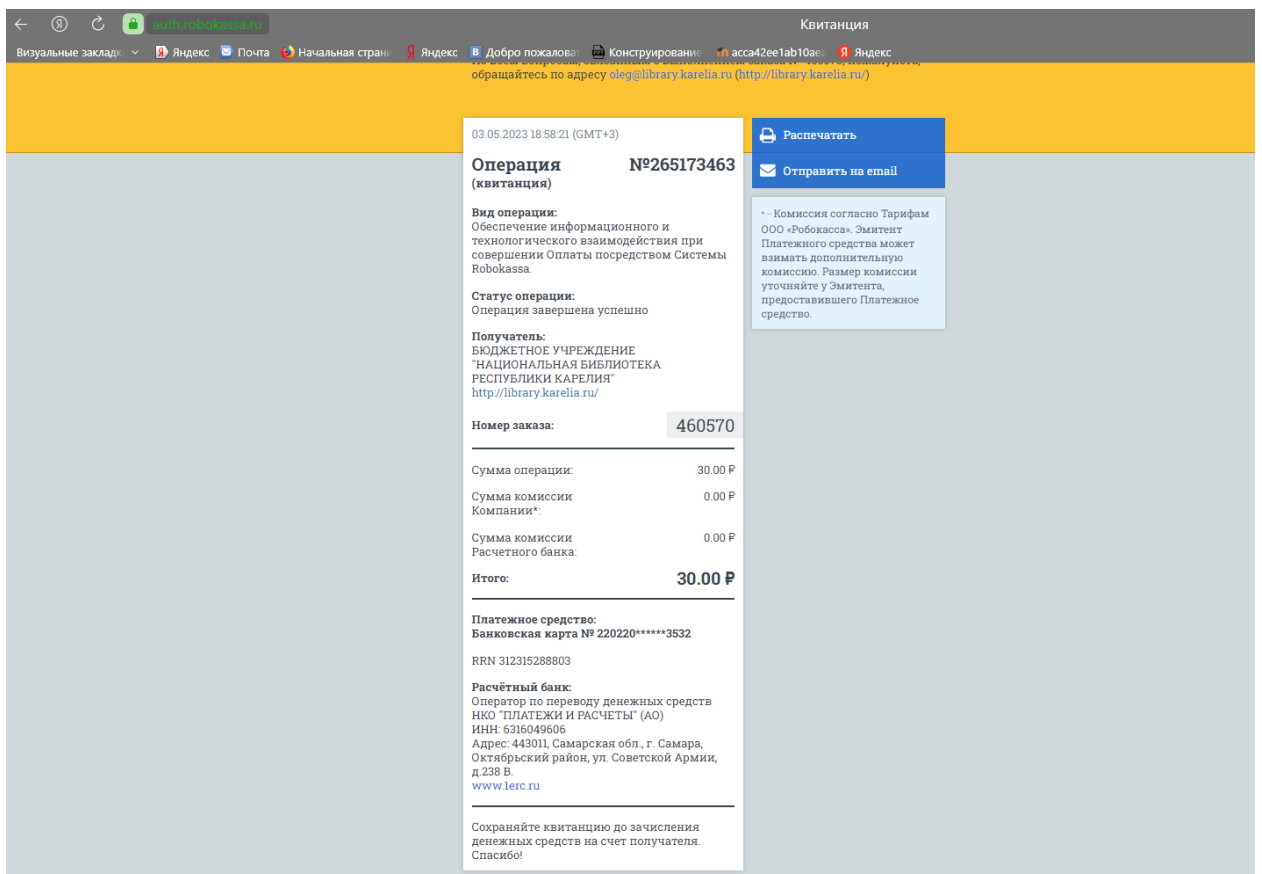 auth.robokassa.ru
Квитанция
Визуальные закладк
Яндекс
Почта
Начальная стран
Яндекс
Добро пожаловат
Конструирование
acca42ee1ab10aea
Яндекс
обращайтесь по адресу oleg@library.karelia.ru (http://library.karelia.ru/)
03.05.2023 18:58:21 (GMT+3)
Операция №265173463
(квитанция)
Вид операции:
Обеспечение информационного и
технологического взаимодействия при
совершении Оплаты посредством Системы
Robokassa.
Статус операции:
Операция завершена успешно
Получатель:
БЮДЖЕТНОЕ УЧРЕЖДЕНИЕ
"НАЦИОНАЛЬНАЯ БИБЛИОТЕКА
РЕСПУБЛИКИ КАРЕЛИЯ"
http://library.karelia.ru/
Номер заказа: 460570
Сумма операции: 30.00 ₽
Сумма комиссии 0.00 ₽
Компании*:
Сумма комиссии 0.00 ₽
Расчетного банка:
Итого: 30.00 ₽
Платежное средство:
Банковская карта № 220220******3532
RRN 312315288803
Расчётный банк:
Оператор по переводу денежных средств
НКО "ПЛАТЕЖИ И РАСЧЕТЫ" (АО)
ИНН: 6316049606
Адрес: 443011, Самарская обл., г. Самара,
Октябрьский район, ул. Советской Армии,
д.238 В.
www.lerc.ru
Сохраняйте квитанцию до зачисления
денежных средств на счет получателя.
Спасибо!
Распечатать
Отправить на email
* - Комиссия согласно Тарифам
ООО «Робокасса». Эмитент
Платежного средства может
взимать дополнительную
комиссию. Размер комиссии
уточняйте у Эмитента,
предоставившего Платежное
средство.